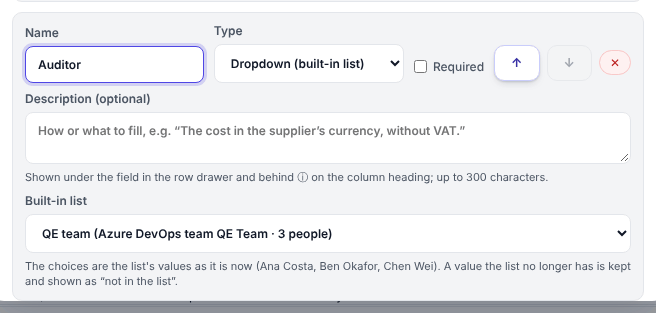 Name
Type
Auditor
Dropdown (built-in list)
Required
↑
↓
×
Description (optional)
How or what to fill, e.g. “The cost in the supplier’s currency, without VAT.”
Shown under the field in the row drawer and behind ⓘ on the column heading; up to 300 characters.
Built-in list
QE team (Azure DevOps team QE Team · 3 people)
The choices are the list's values as it is now (Ana Costa, Ben Okafor, Chen Wei). A value the list no longer has is kept
and shown as “not in the list”.